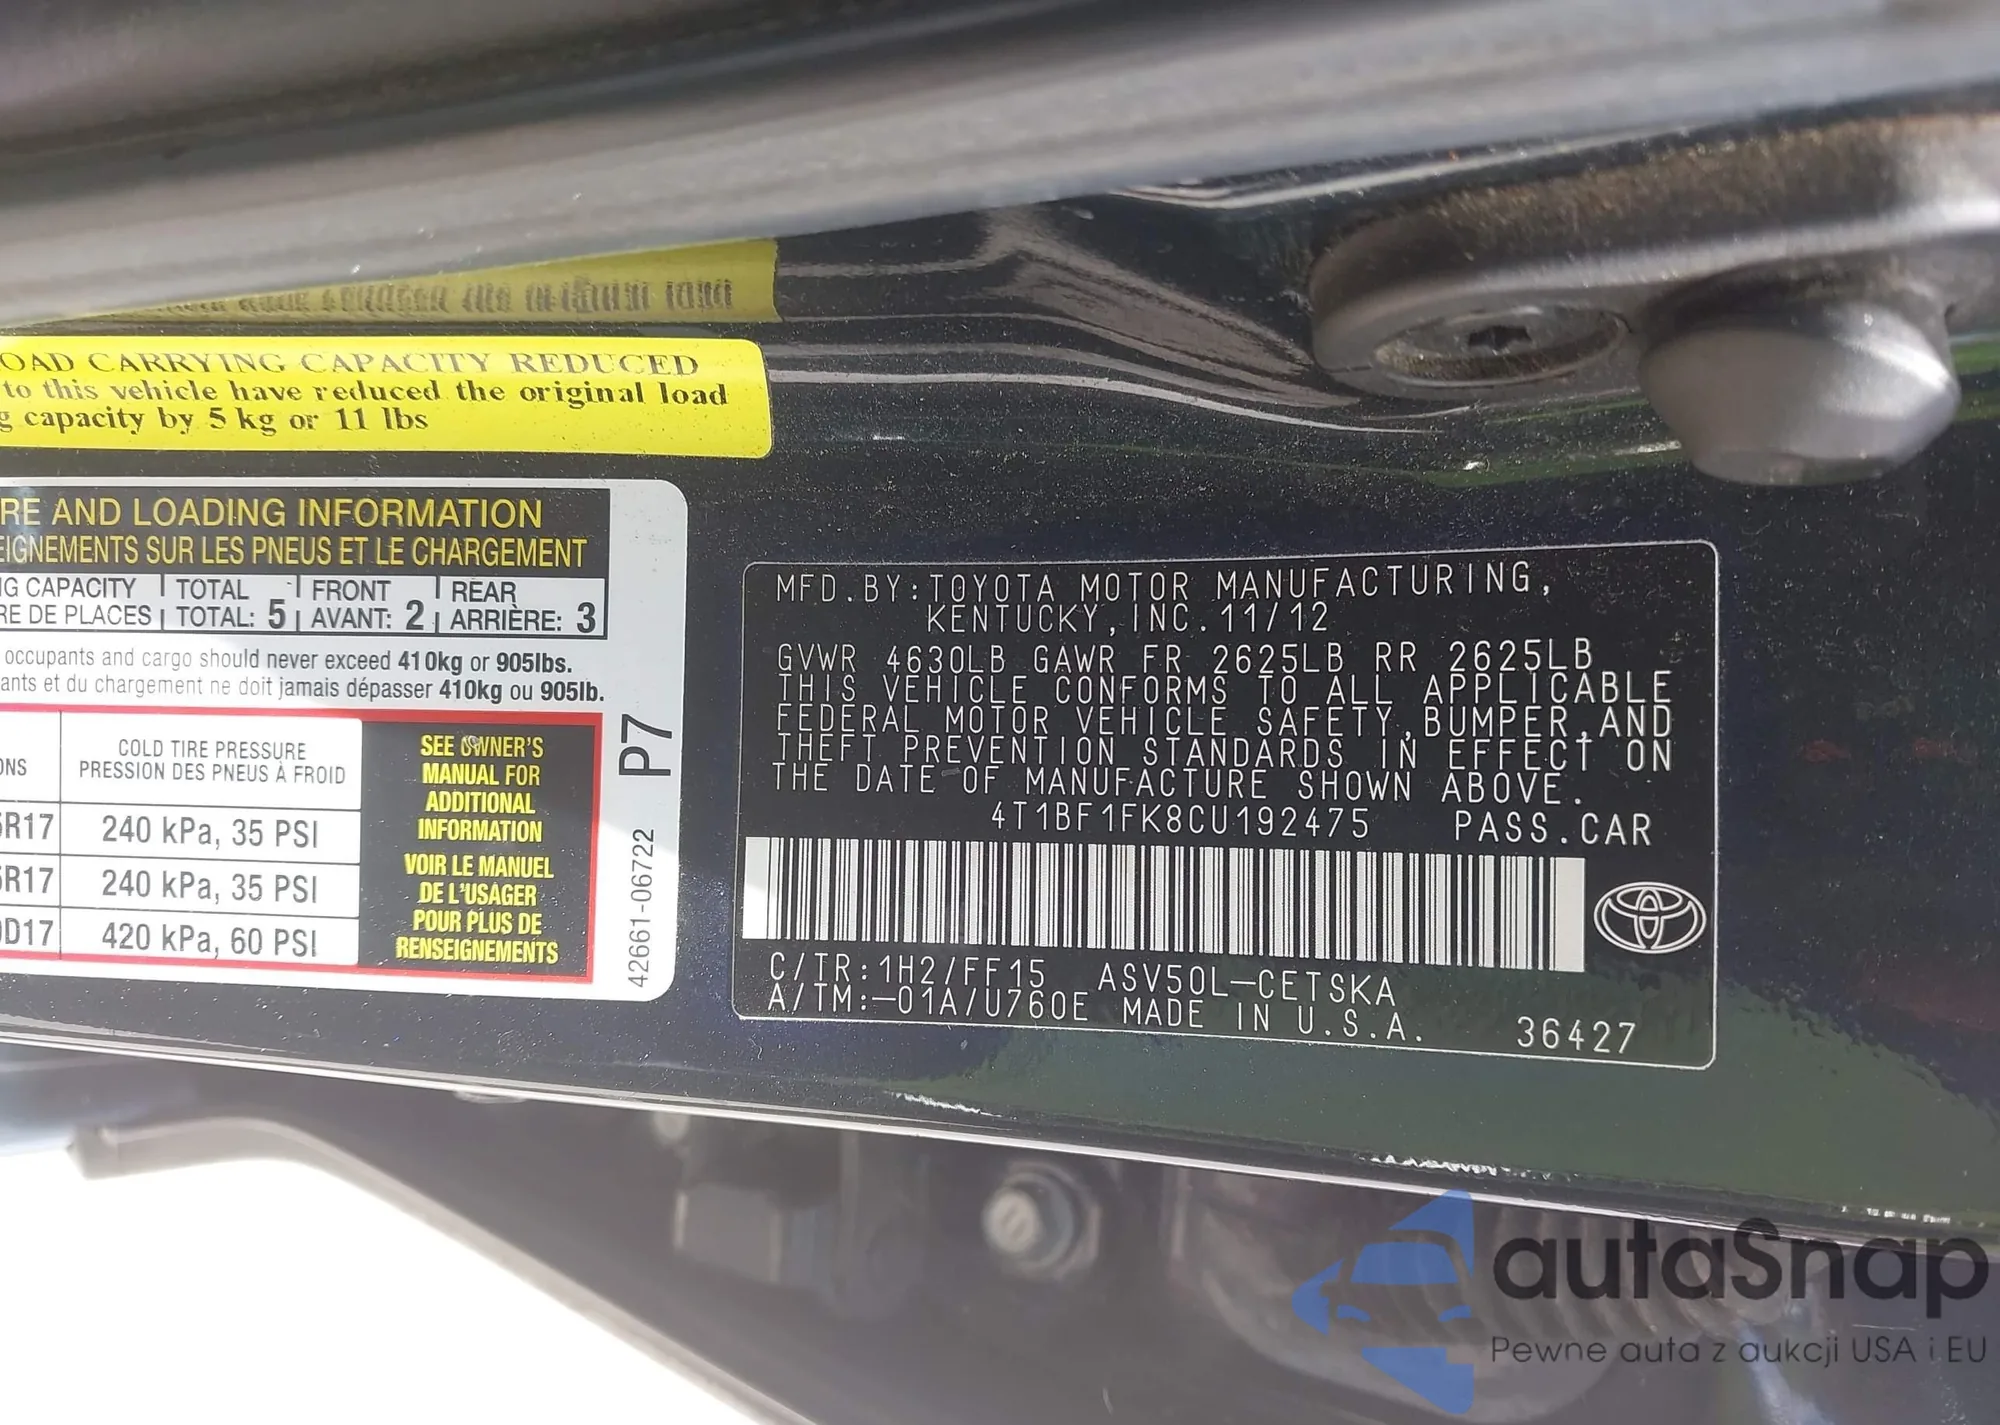 OAD CARRYING CAPACITY REDUCED
to this vehicle have reduced the original load
g capacity by 5 kg or 11 lbs
RE AND LOADING INFORMATION
EIGNEMENTS SUR LES PNEUS ET LE CHARGEMENT
NG CAPACITY TOTAL FRONT REAR
RE DE PLACES TOTAL: 5 AVANT: 2 ARRIÈRE: 3
occupants and cargo should never exceed 410kg or 905lbs.
ants et du chargement ne doit jamais dépasser 410kg ou 905lb.
ONS
COLD TIRE PRESSURE
PRESSION DES PNEUS À FROID
5R17 240 kPa, 35 PSI
5R17 240 kPa, 35 PSI
0D17 420 kPa, 60 PSI
SEE OWNER'S
MANUAL FOR
ADDITIONAL
INFORMATION
VOIR LE MANUEL
DE L'USAGER
POUR PLUS DE
RENSEIGNEMENTS
P7
42661-06722
MFD.BY:TOYOTA MOTOR MANUFACTURING,
KENTUCKY,INC.11/12
GVWR 4630LB GAWR FR 2625LB RR 2625LB
THIS VEHICLE CONFORMS TO ALL APPLICABLE
FEDERAL MOTOR VEHICLE SAFETY,BUMPER,AND
THEFT PREVENTION STANDARDS IN EFFECT ON
THE DATE OF MANUFACTURE SHOWN ABOVE.
4T1BF1FK8CU192475 PASS.CAR
C/TR:1H2/FF15 ASV50L-CETSKA
A/TM:-01A/U760E MADE IN U.S.A. 36427
autaSnap
Pewne auta z aukcji USA i EU